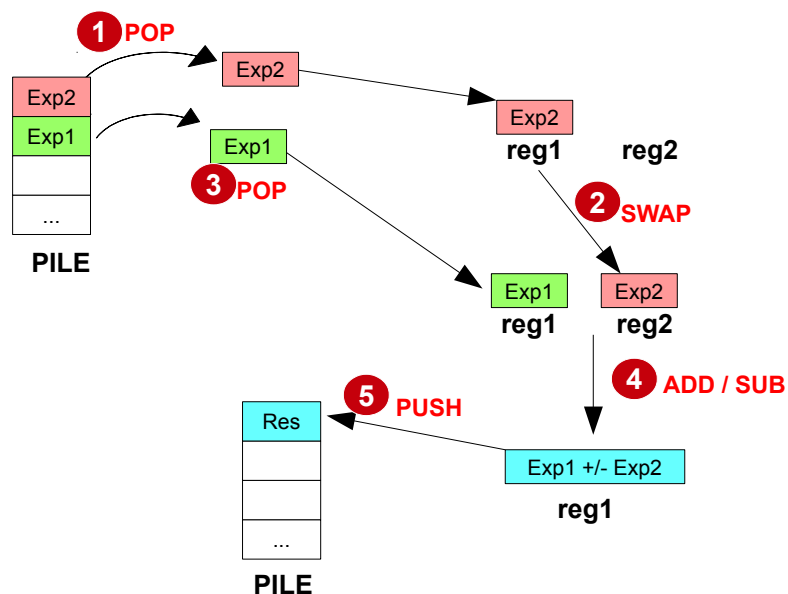 1 POP
Exp2
Exp2
Exp1
Exp1
3 POP
...
PILE
Exp2
reg1 reg2
2 SWAP
Exp1 Exp2
reg1 reg2
4 ADD / SUB
5 PUSH
Res
Exp1 +/- Exp2
reg1
...
PILE